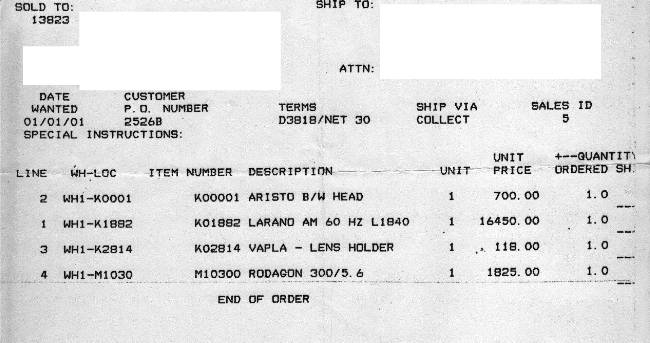 SOLD TO: SHIP TO:
13823
ATTN:
DATE CUSTOMER
WANTED P. O. NUMBER TERMS SHIP VIA SALES ID
01/01/01 2526B D3818/NET 30 COLLECT 5
SPECIAL INSTRUCTIONS:
UNIT +--QUANTITY
LINE WH-LOC ITEM NUMBER DESCRIPTION UNIT PRICE ORDERED SH.
2 WH1-K0001 K00001 ARISTO B/W HEAD 1 700.00 1.0
1 WH1-K1882 K01882 LARANO AM 60 HZ L1840 1 16450.00 1.0
3 WH1-K2814 K02814 VAPLA - LENS HOLDER 1 118.00 1.0
4 WH1-M1030 M10300 RODAGON 300/5.6 1 1825.00 1.0
END OF ORDER